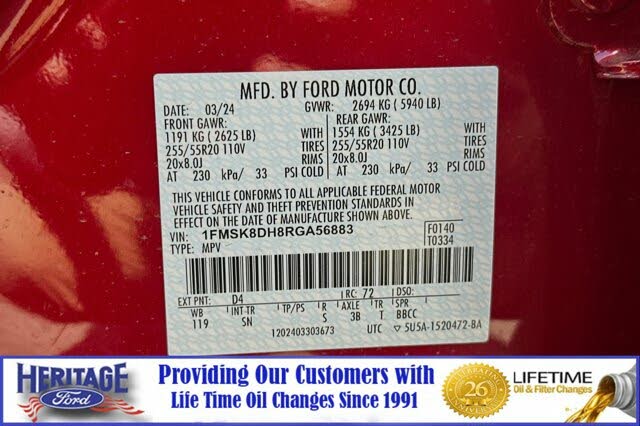 MFD. BY FORD MOTOR CO.
DATE: 03/24 GVWR: 2694 KG ( 5940 LB)
FRONT GAWR: REAR GAWR:
1191 KG ( 2625 LB) WITH 1554 KG ( 3425 LB) WITH
255/55R20 110V TIRES 255/55R20 110V TIRES
20x8.0J RIMS 20x8.0J RIMS
AT 230 kPa/ 33 PSI COLD AT 230 kPa/ 33 PSI COLD
THIS VEHICLE CONFORMS TO ALL APPLICABLE FEDERAL MOTOR
VEHICLE SAFETY AND THEFT PREVENTION STANDARDS IN
EFFECT ON THE DATE OF MANUFACTURE SHOWN ABOVE.
VIN: 1FMSK8DH8RGA56883 F0140
TYPE: MPV T0334
EXT PNT: D4 RC: 72 DSO:
WB INT TR TP/PS R AXLE TR SPR
119 SN S 3B T BBCC
1202403303673 UTC 5U5A-1520472-BA
HERITAGE
Ford
Providing Our Customers with
Life Time Oil Changes Since 1991
26
LIFETIME
Oil & Filter Changes